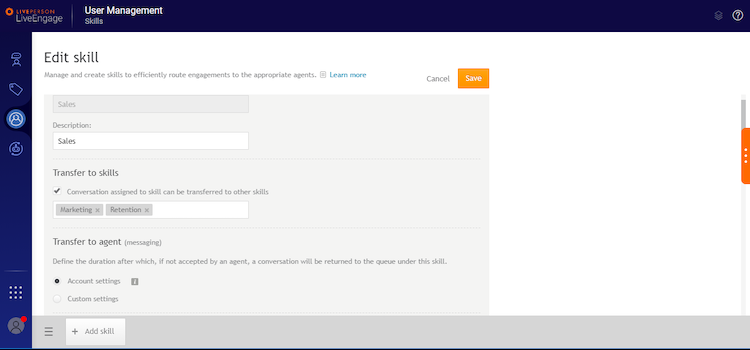 LIVEPERSON
LiveEngage
User Management
Skills
Edit skill
Manage and create skills to efficiently route engagements to the appropriate agents. Learn more
Cancel
Save
Sales
Description:
Sales
Transfer to skills
Conversation assigned to skill can be transferred to other skills
Marketing x Retention x
Transfer to agent (messaging)
Define the duration after which, if not accepted by an agent, a conversation will be returned to the queue under this skill.
Account settings i
Custom settings
+ Add skill